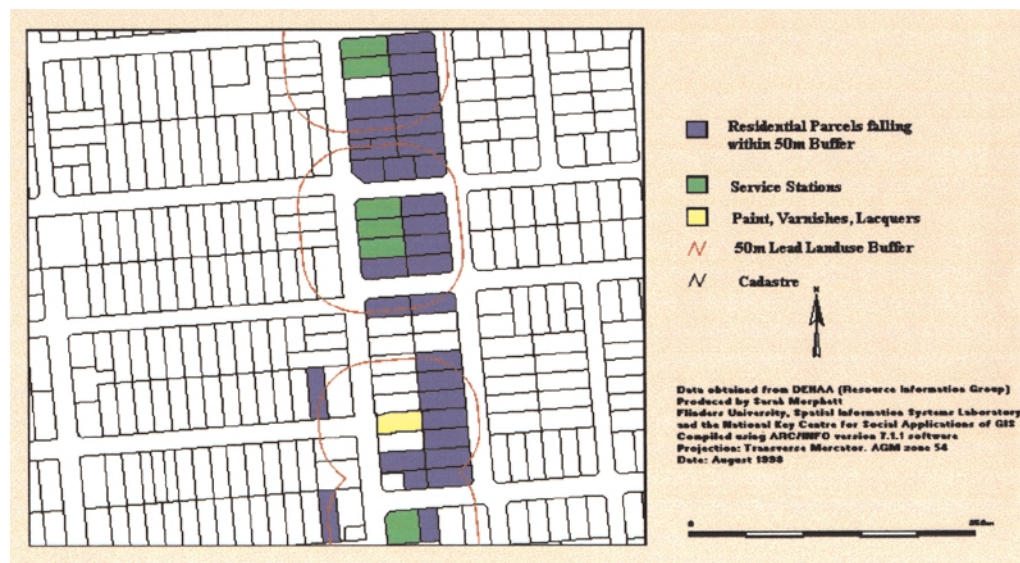 Residential Parcels falling
within 50m Buffer
Service Stations
Paint, Varnishes, Lacquers
50m Lead Landuse Buffer
Cadastre
N
Data obtained from DEHAA (Resource Information Group)
Produced by Sarah
Flinders University, Spatial Information Systems Laboratory
and the National Key Centre for Social Applications of GIS
Compiled using ARC/INFO version 7.1.1 software
Projection: Transverse Mercator. AGM zone 54
Date: August 1998
0